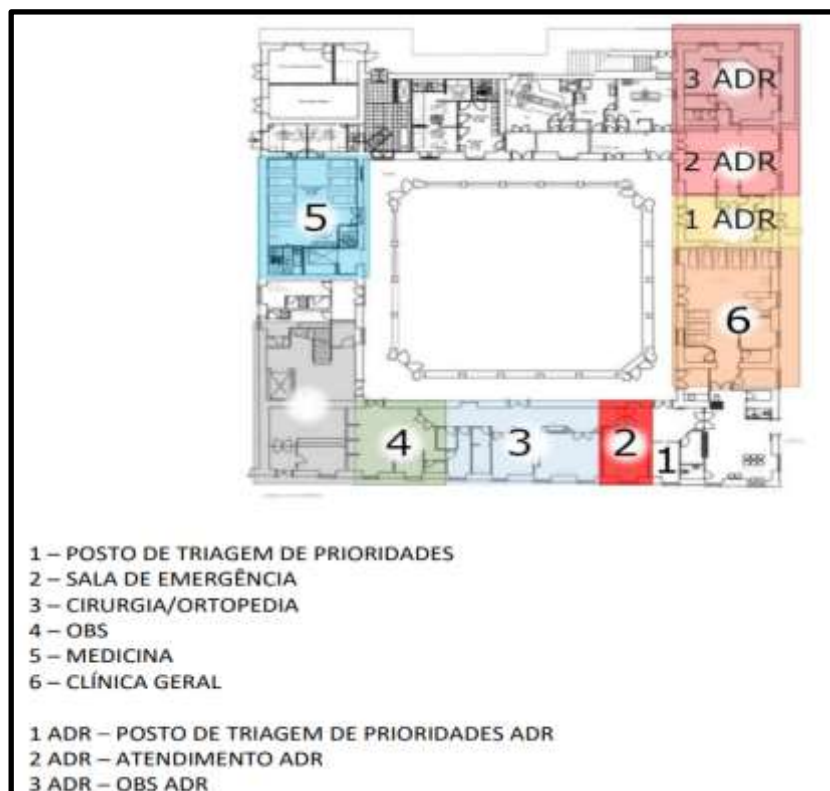 3 ADR
2 ADR
1 ADR
5
6
4
3
2
1
1 – POSTO DE TRIAGEM DE PRIORIDADES
2 – SALA DE EMERGÊNCIA
3 – CIRURGIA/ORTOPEDIA
4 – OBS
5 – MEDICINA
6 – CLÍNICA GERAL
1 ADR – POSTO DE TRIAGEM DE PRIORIDADES ADR
2 ADR – ATENDIMENTO ADR
3 ADR – OBS ADR